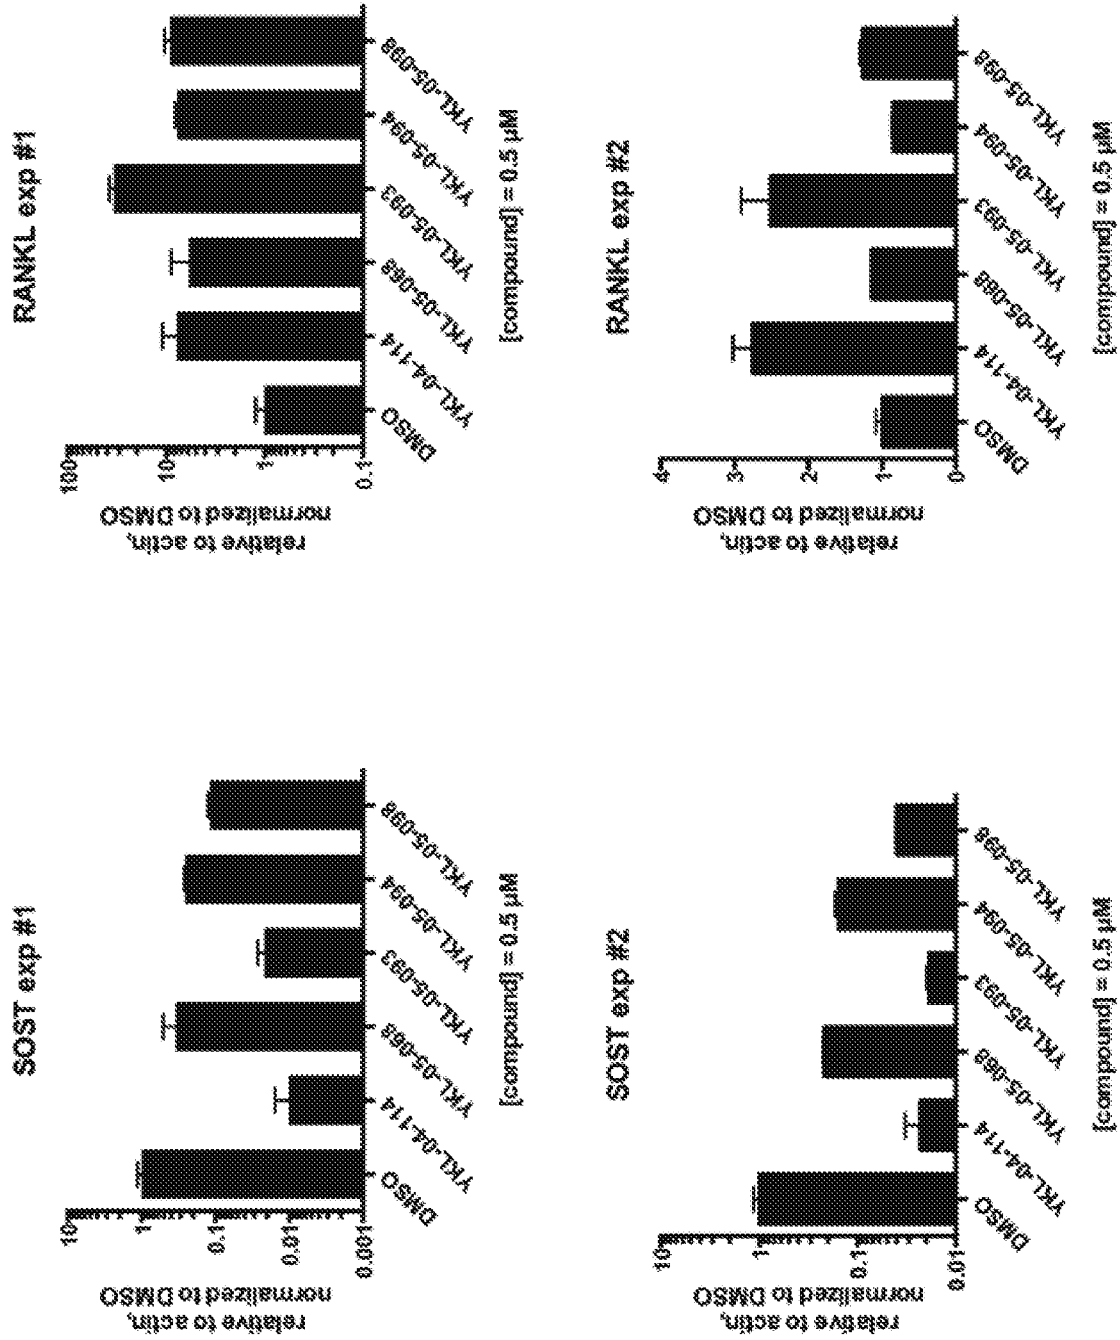 SOST exp #1
relative to actin,
normalized to DMSO
10
1
0.1
0.01
0.001
DMSO
YKL-04-114
YKL-05-068
YKL-05-093
YKL-05-094
YKL-05-098
[compound] = 0.5 µM
RANKL exp #1
relative to actin,
normalized to DMSO
100
10
1
0.1
DMSO
YKL-04-114
YKL-05-068
YKL-05-093
YKL-05-094
YKL-05-098
[compound] = 0.5 µM
SOST exp #2
relative to actin,
normalized to DMSO
10
1
0.1
0.01
DMSO
YKL-04-114
YKL-05-068
YKL-05-093
YKL-05-094
YKL-05-098
[compound] = 0.5 µM
RANKL exp #2
relative to actin,
normalized to DMSO
4
3
2
1
0
DMSO
YKL-04-114
YKL-05-068
YKL-05-093
YKL-05-094
YKL-05-098
[compound] = 0.5 µM